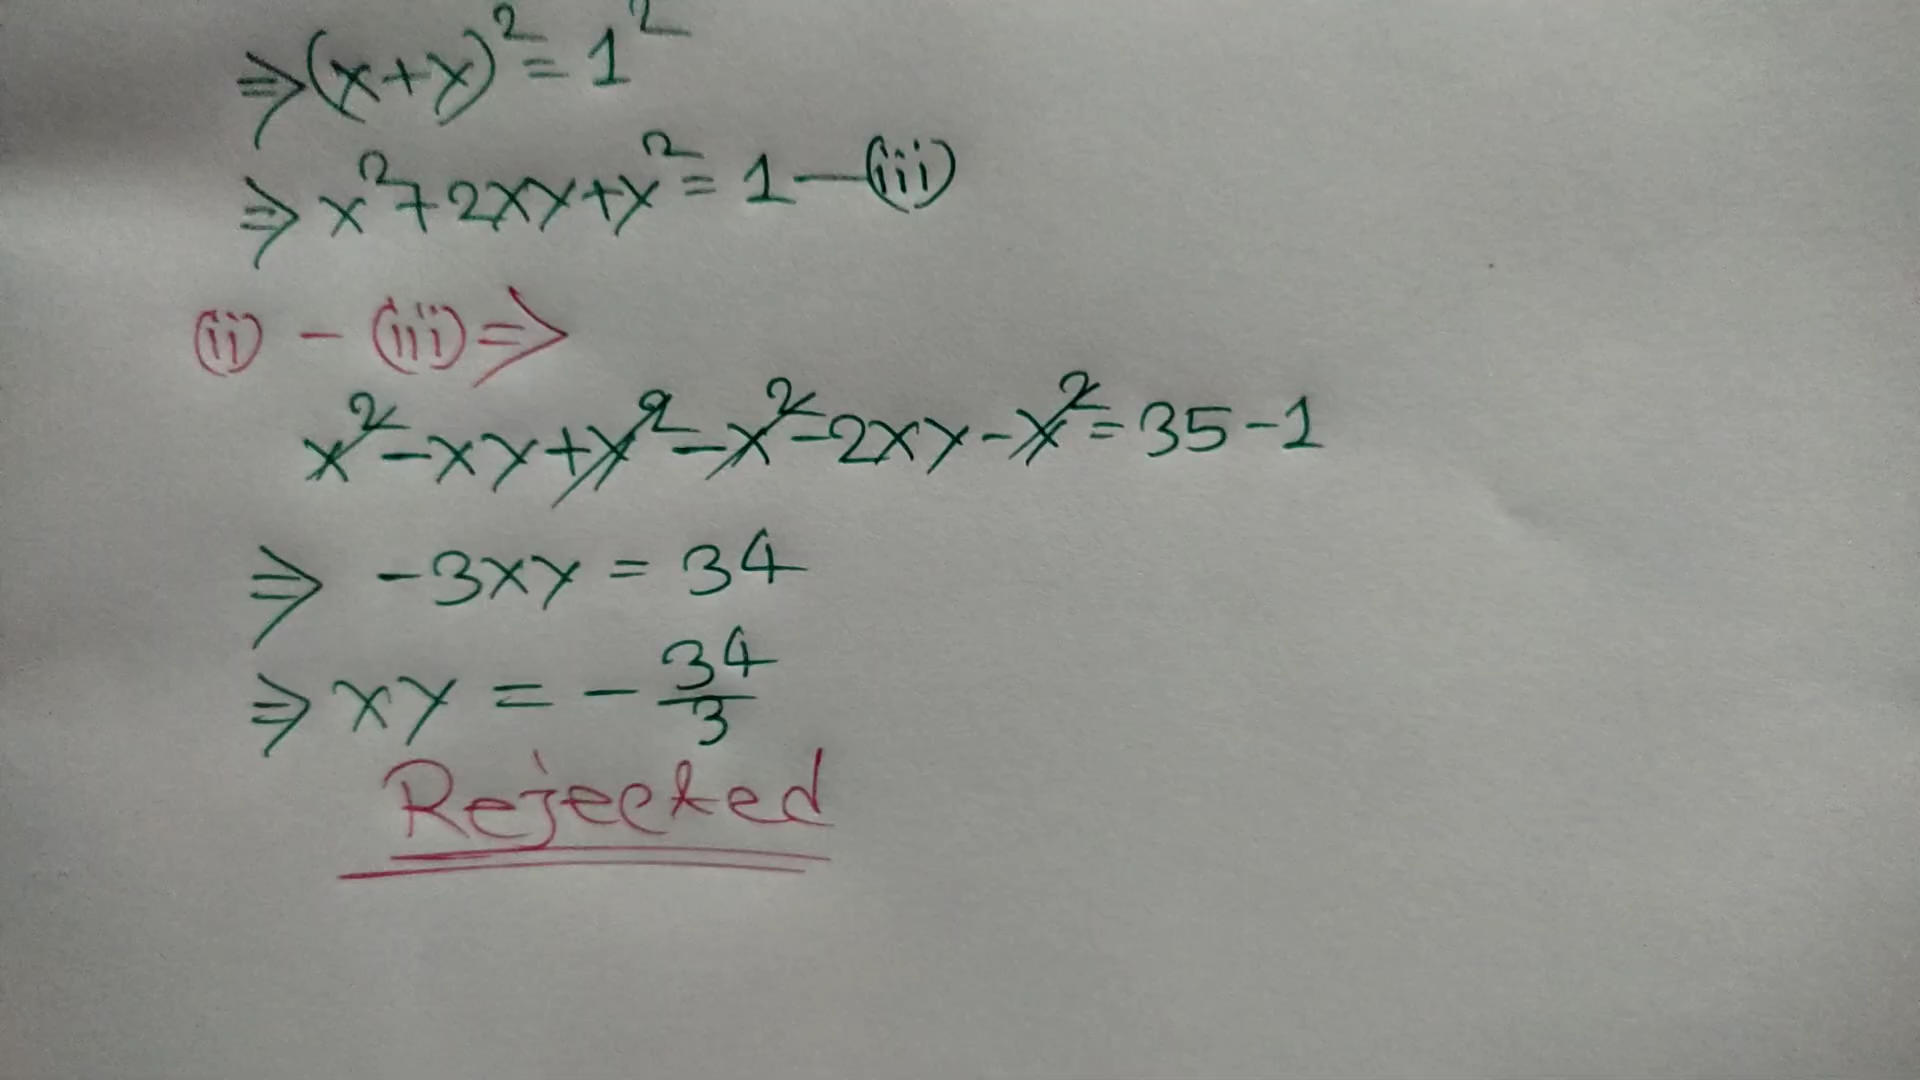 ⇒(x+y)²=1²
⇒x²+2xy+y²=1—(iii)
(ii) - (iii)⇒
x²-xy+y²-x²-2xy-y²=35-1
⇒ -3xy = 34
⇒ xy = -34/3
Rejected